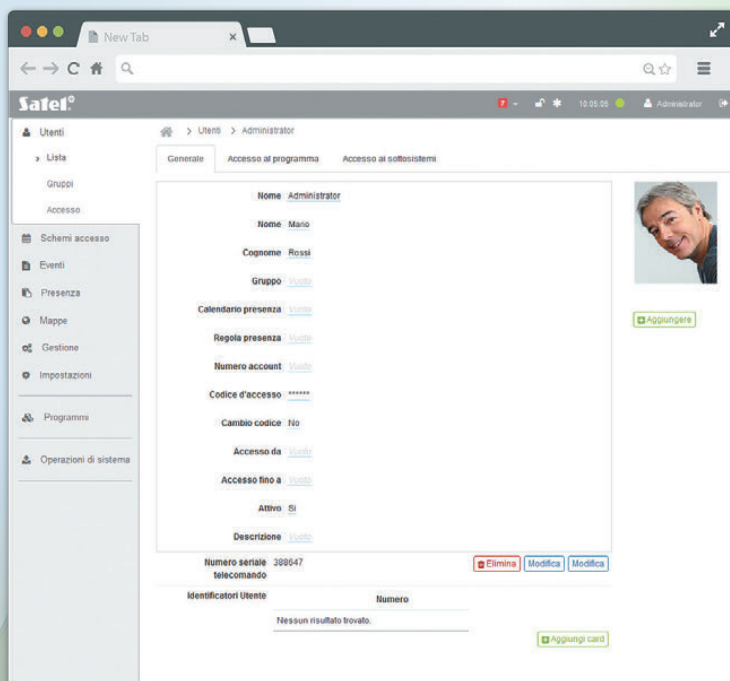 New Tab
Satel®
7
10:05:05
Administrator
Utenti
Lista
Gruppi
Accesso
Schemi accesso
Eventi
Presenza
Mappe
Gestione
Impostazioni
Programmi
Operazioni di sistema
> Utenti > Administrator
Generale Accesso al programma Accesso ai sottosistemi
Nome Administrator
Nome Mario
Cognome Rossi
Gruppo Vuoto
Calendario presenza Vuoto
Regola presenza Vuoto
Numero account Vuoto
Codice d'accesso ******
Cambio codice No
Accesso da Vuoto
Accesso fino a Vuoto
Attivo Sì
Descrizione Vuoto
Numero seriale 388647
telecomando
Elimina Modifica Modifica
Identificatori Utente Numero
Nessun risultato trovato.
Aggiungi card
Aggiungere